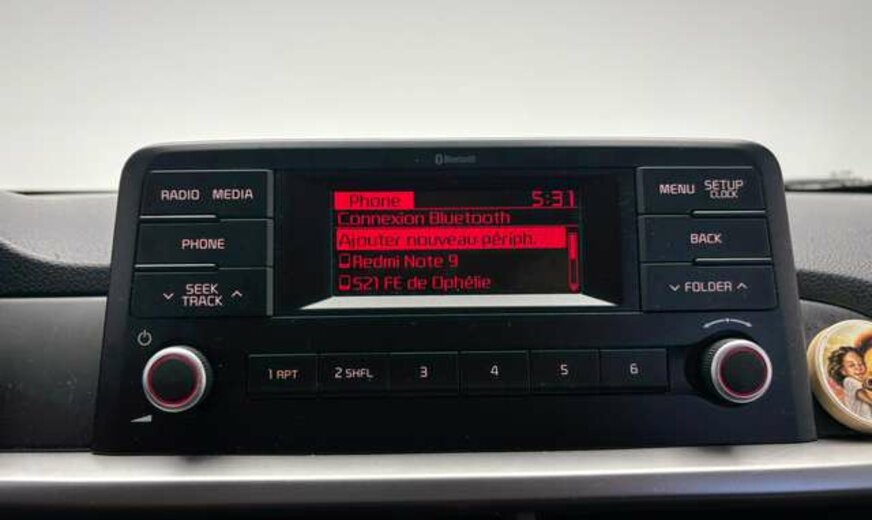 Bluetooth
RADIO MEDIA
PHONE
SEEK
TRACK
Phone 5:31
Connexion Bluetooth
Ajouter nouveau périph.
Redmi Note 9
S21 FE de Ophélie
MENU SETUP
CLOCK
BACK
FOLDER
1 RPT 2 SHFL 3 4 5 6